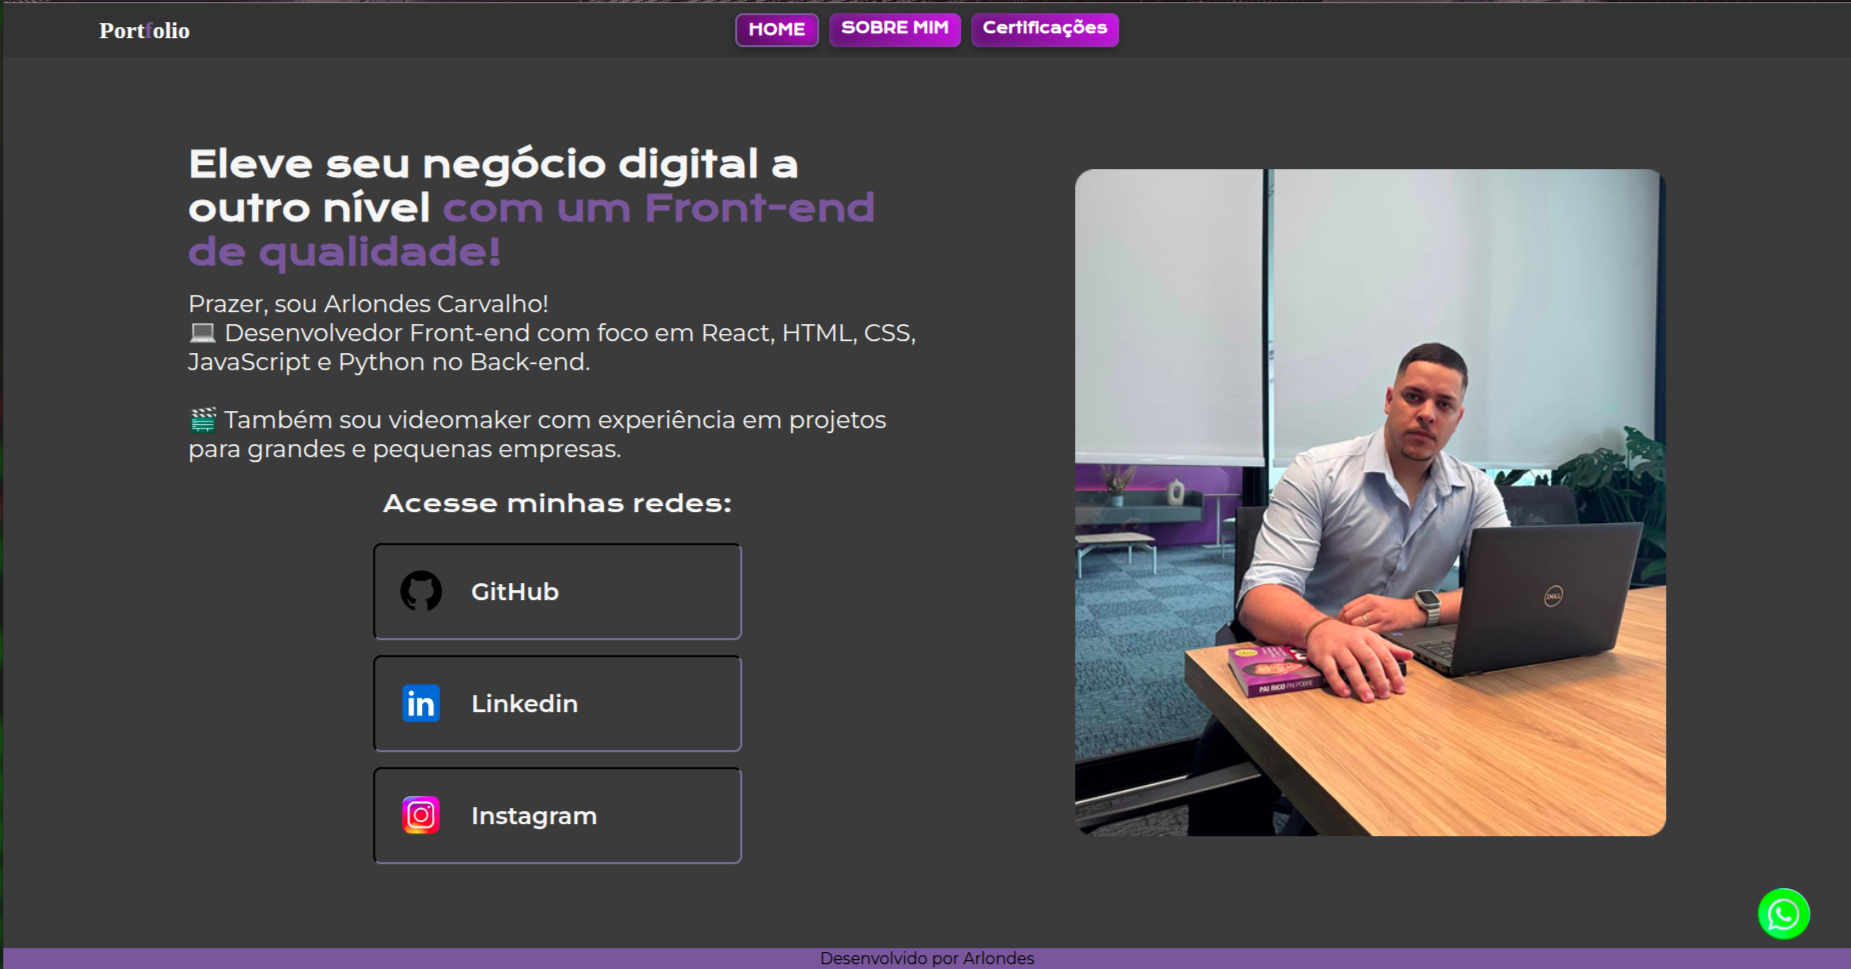 Portfolio
HOME
SOBRE MIM
Certificações
Eleve seu negócio digital a
outro nível com um Front-end
de qualidade!
Prazer, sou Arlondes Carvalho!
💻 Desenvolvedor Front-end com foco em React, HTML, CSS,
JavaScript e Python no Back-end.
🎬 Também sou videomaker com experiência em projetos
para grandes e pequenas empresas.
Acesse minhas redes:
GitHub
in
Linkedin
Instagram
DELL
PAI RICO PAI POBRE
Desenvolvido por Arlondes